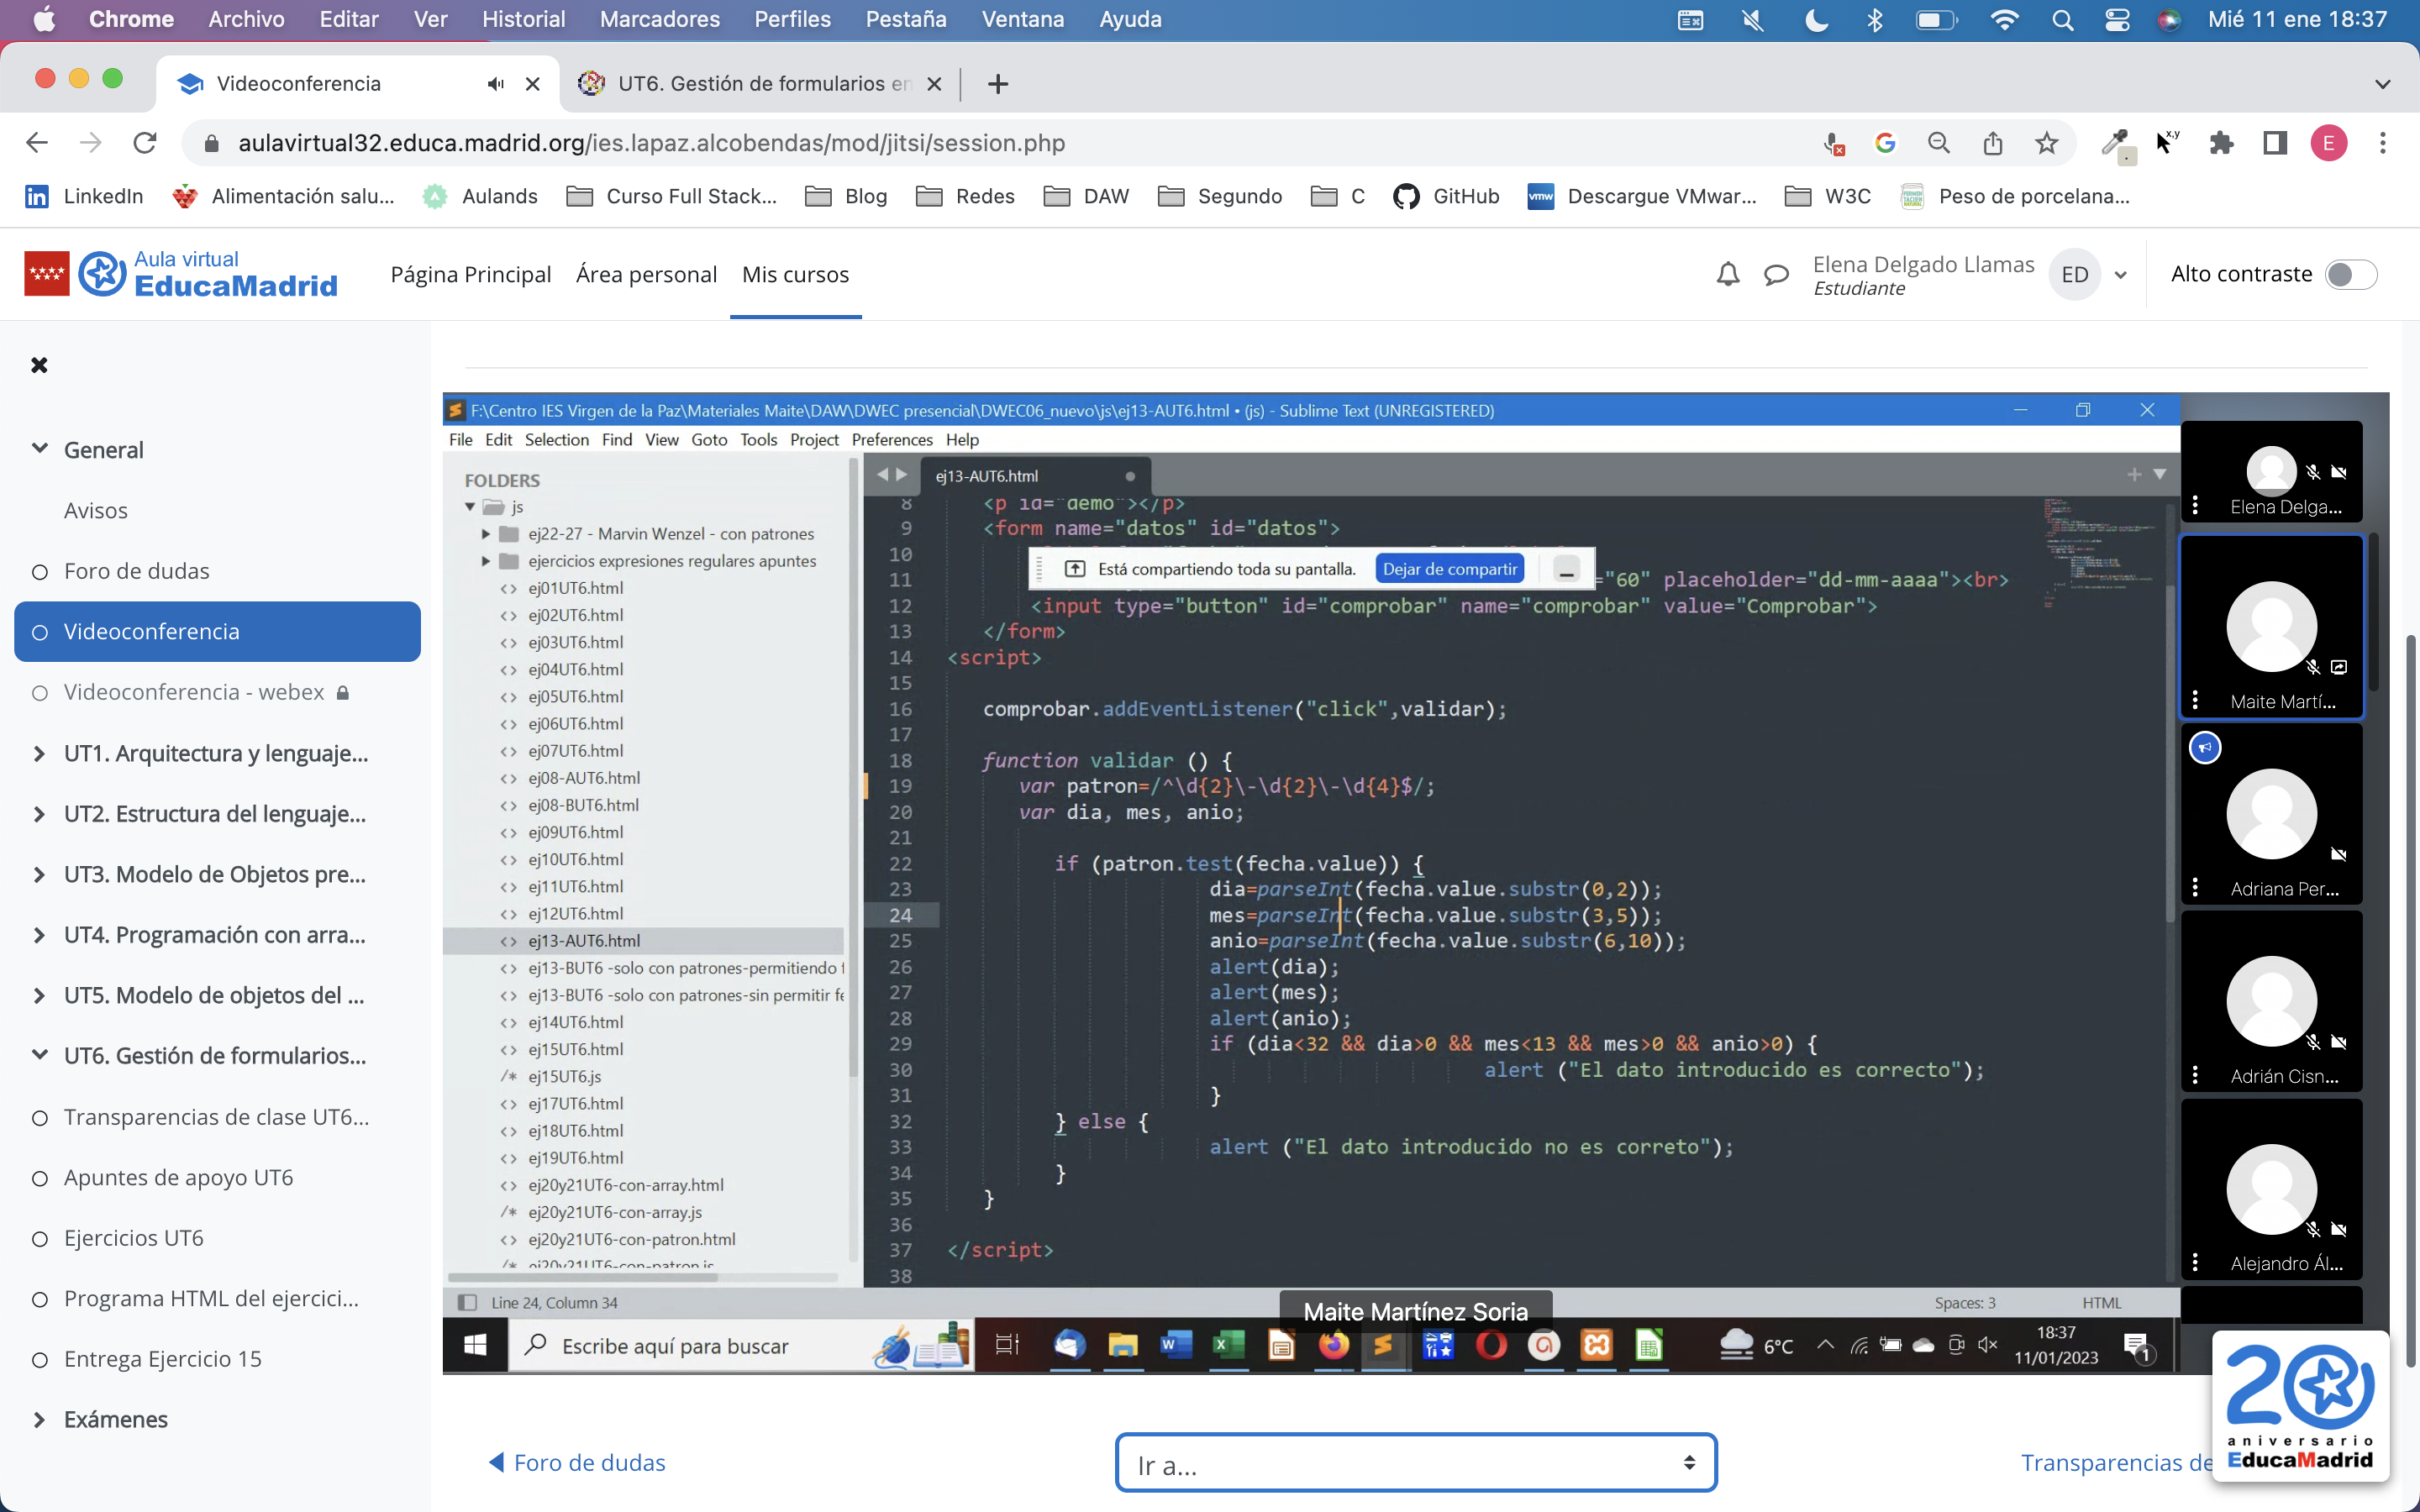 Chrome Archivo Editar Ver Historial Marcadores Perfiles Pestaña Ventana Ayuda Mié 11 ene 18:37
Videoconferencia UT6. Gestión de formularios en
aulavirtual32.educa.madrid.org/ies.lapaz.alcobendas/mod/jitsi/session.php x,y E
in LinkedIn Alimentación salu... Aulands Curso Full Stack... Blog Redes DAW Segundo C GitHub vmw Descargue VMwar... W3C Peso de porcelana...
Aula virtual
EducaMadrid
Página Principal Área personal Mis cursos
Elena Delgado Llamas
Estudiante
ED
Alto contraste
General
Avisos
Foro de dudas
Videoconferencia
Videoconferencia - webex
UT1. Arquitectura y lenguaje...
UT2. Estructura del lenguaje...
UT3. Modelo de Objetos pre...
UT4. Programación con arra...
UT5. Modelo de objetos del ...
UT6. Gestión de formularios...
Transparencias de clase UT6...
Apuntes de apoyo UT6
Ejercicios UT6
Programa HTML del ejercici...
Entrega Ejercicio 15
Exámenes
F:\Centro IES Virgen de la Paz\Materiales Maite\DAW\DWEC presencial\DWEC06_nuevo\js\ej13-AUT6.html • (js) - Sublime Text (UNREGISTERED)
File Edit Selection Find View Goto Tools Project Preferences Help
FOLDERS
js
ej22-27 - Marvin Wenzel - con patrones
ejercicios expresiones regulares apuntes
<> ej01UT6.html
<> ej02UT6.html
<> ej03UT6.html
<> ej04UT6.html
<> ej05UT6.html
<> ej06UT6.html
<> ej07UT6.html
<> ej08-AUT6.html
<> ej08-BUT6.html
<> ej09UT6.html
<> ej10UT6.html
<> ej11UT6.html
<> ej12UT6.html
<> ej13-AUT6.html
<> ej13-BUT6 -solo con patrones-permitiendo f
<> ej13-BUT6 -solo con patrones-sin permitir fe
<> ej14UT6.html
<> ej15UT6.html
/* ej15UT6.js
<> ej17UT6.html
<> ej18UT6.html
<> ej19UT6.html
<> ej20y21UT6-con-array.html
/* ej20y21UT6-con-array.js
<> ej20y21UT6-con-patron.html
/* ej20y21UT6-con-patron.js
ej13-AUT6.html
8 <p id="demo"></p>
9 <form name="datos" id="datos">
10
Está compartiendo toda su pantalla. Dejar de compartir
11 ="60" placeholder="dd-mm-aaaa"><br>
12 <input type="button" id="comprobar" name="comprobar" value="Comprobar">
13 </form>
14 <script>
15
16 comprobar.addEventListener("click",validar);
17
18 function validar () {
19 var patron=/^\d{2}\-\d{2}\-\d{4}$/;
20 var dia, mes, anio;
21
22 if (patron.test(fecha.value)) {
23 dia=parseInt(fecha.value.substr(0,2));
24 mes=parseInt(fecha.value.substr(3,5));
25 anio=parseInt(fecha.value.substr(6,10));
26 alert(dia);
27 alert(mes);
28 alert(anio);
29 if (dia<32 && dia>0 && mes<13 && mes>0 && anio>0) {
30 alert ("El dato introducido es correcto");
31 }
32 } else {
33 alert ("El dato introducido no es correto");
34 }
35 }
36
37 </script>
38
Line 24, Column 34 Spaces: 3 HTML
Maite Martínez Soria
Escribe aquí para buscar
6°C
18:37
11/01/2023
1
Elena Delga...
Maite Martí...
Adriana Per...
Adrián Cisn...
Alejandro Ál...
Foro de dudas
Ir a...
Transparencias de
20
aniversario
EducaMadrid